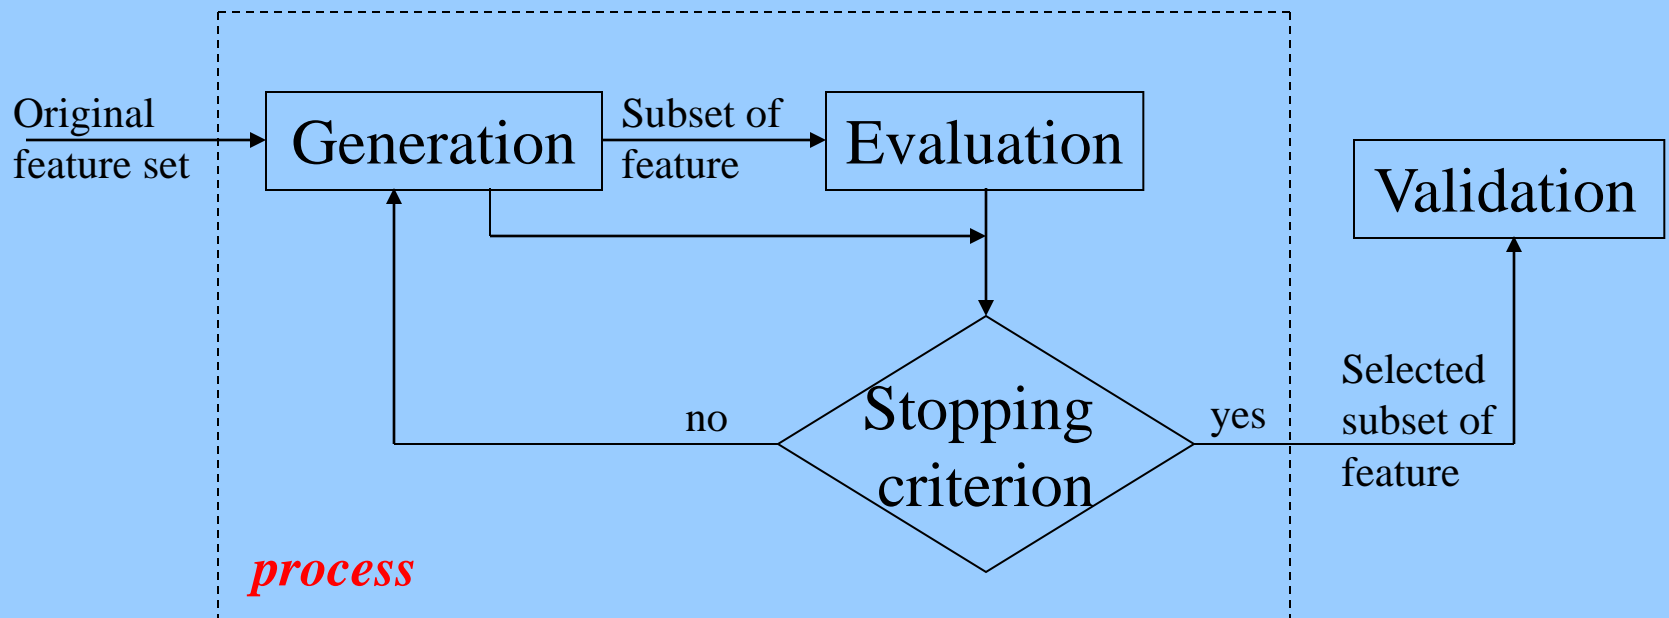 Original
feature set
Generation
Subset of
feature
Evaluation
Validation
Stopping
criterion
no
yes
Selected
subset of
feature
process